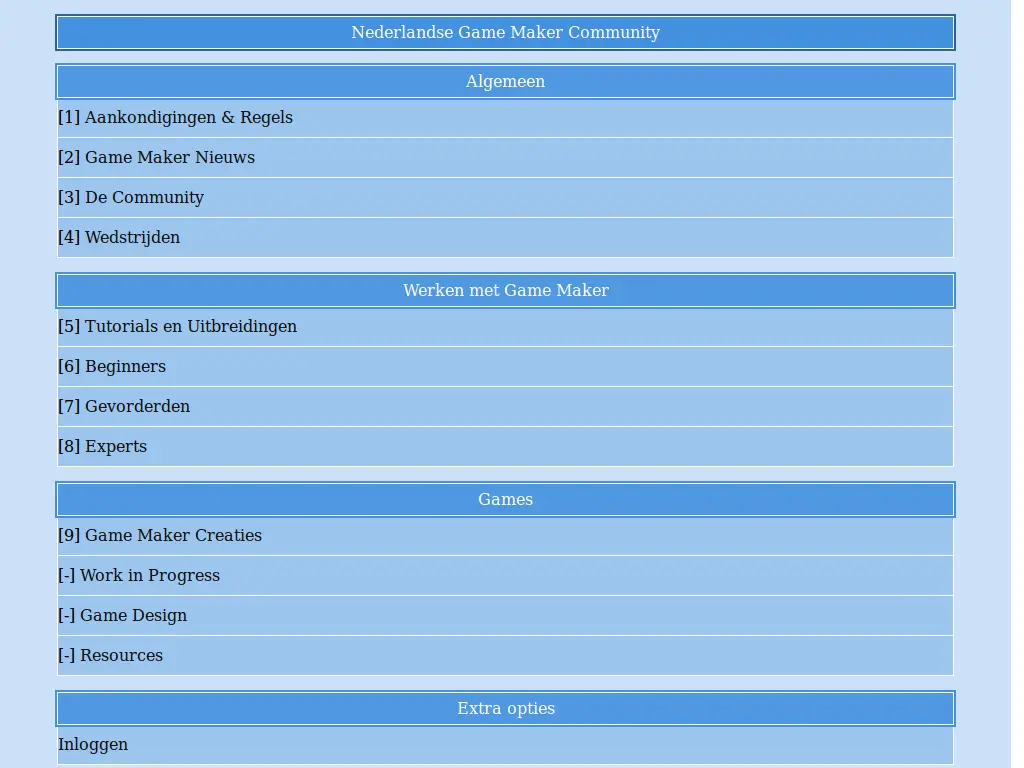 Nederlandse Game Maker Community
Algemeen
[1] Aankondigingen & Regels
[2] Game Maker Nieuws
[3] De Community
[4] Wedstrijden
Werken met Game Maker
[5] Tutorials en Uitbreidingen
[6] Beginners
[7] Gevorderden
[8] Experts
Games
[9] Game Maker Creaties
[-] Work in Progress
[-] Game Design
[-] Resources
Extra opties
Inloggen